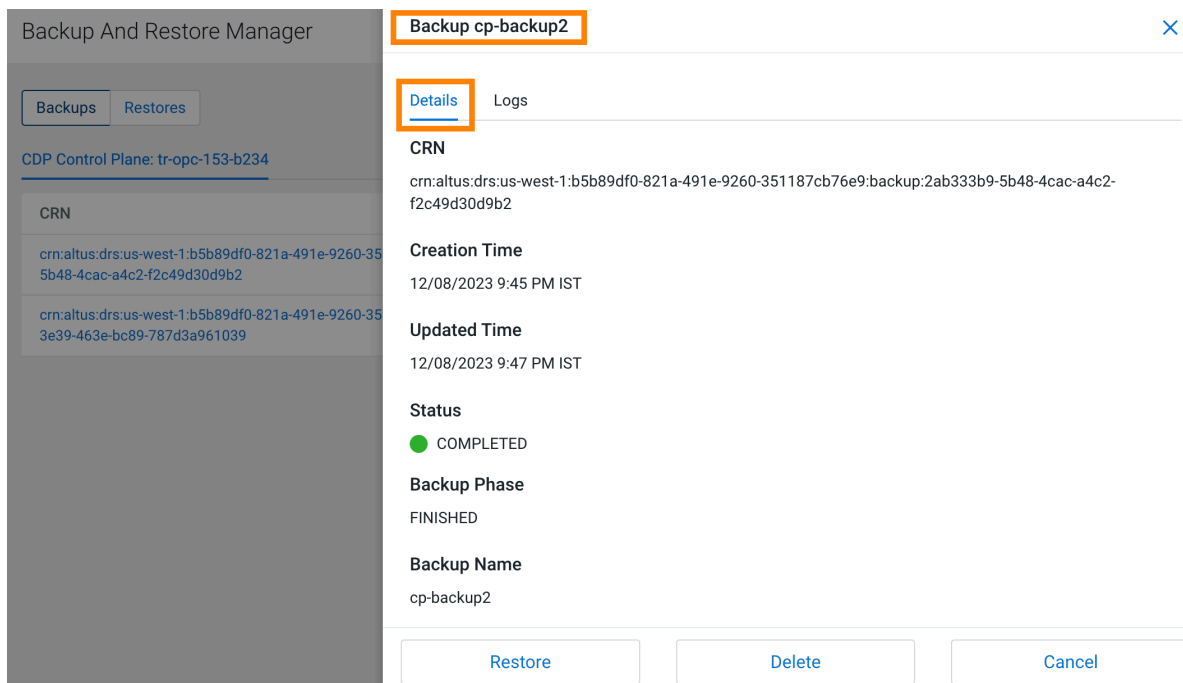 Backup And Restore Manager
Backups
Restores
CDP Control Plane: tr-opc-153-b234
CRN
crn:altus:drs:us-west-1:b5b89df0-821a-491e-9260-35
5b48-4cac-a4c2-f2c49d30d9b2
crn:altus:drs:us-west-1:b5b89df0-821a-491e-9260-35
3e39-463e-bc89-787d3a961039
Backup cp-backup2
Details
Logs
CRN
crn:altus:drs:us-west-1:b5b89df0-821a-491e-9260-351187cb76e9:backup:2ab333b9-5b48-4cac-a4c2-
f2c49d30d9b2
Creation Time
12/08/2023 9:45 PM IST
Updated Time
12/08/2023 9:47 PM IST
Status
COMPLETED
Backup Phase
FINISHED
Backup Name
cp-backup2
Restore
Delete
Cancel